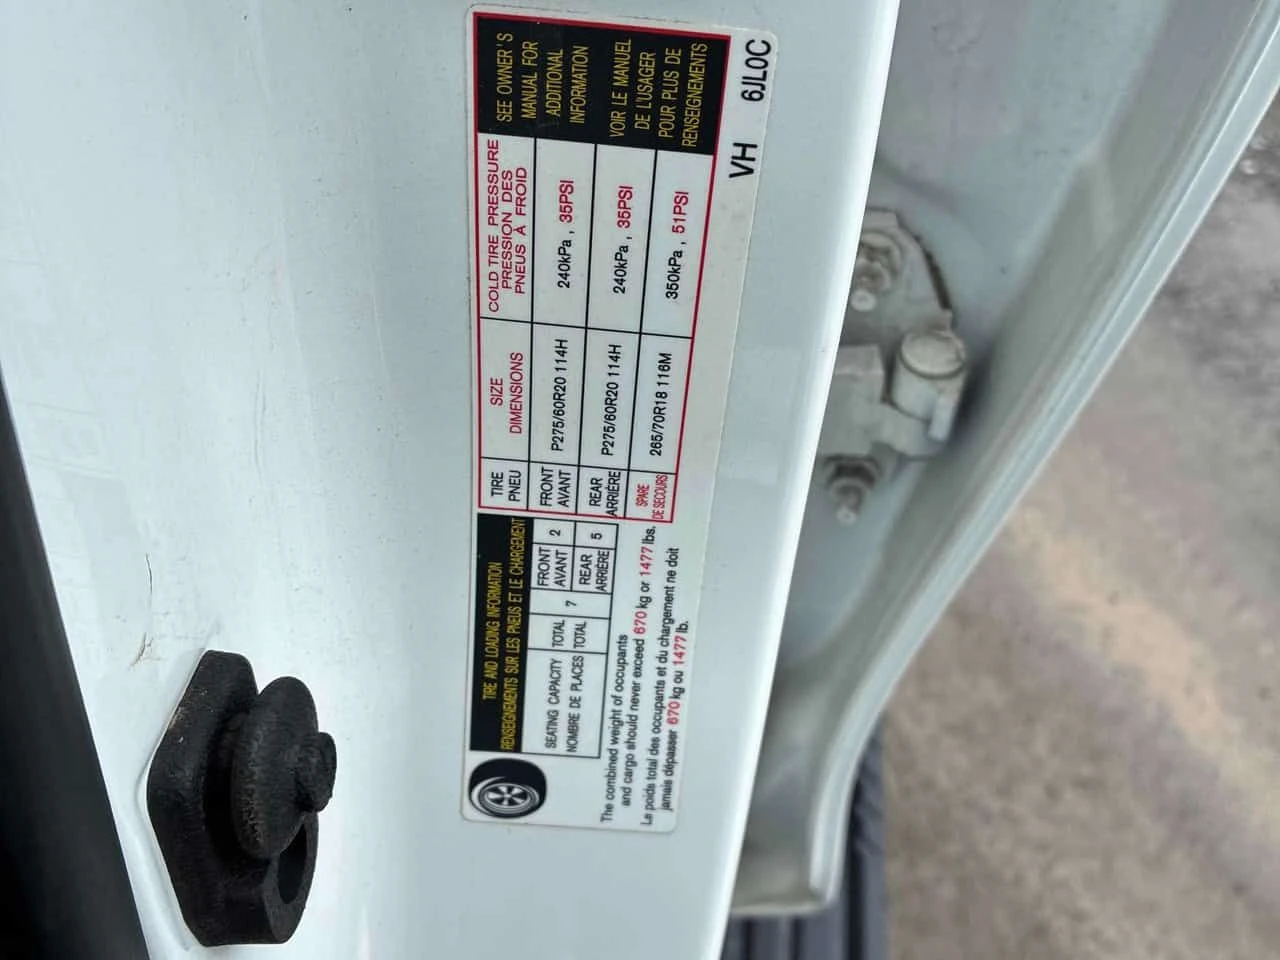 TIRE AND LOADING INFORMATION
RENSEIGNEMENTS SUR LES PNEUS ET LE CHARGEMENT
SEATING CAPACITY TOTAL 7 FRONT 2
NOMBRE DE PLACES TOTAL AVANT
REAR 5
ARRIÈRE
The combined weight of occupants
and cargo should never exceed 670 kg or 1477 lbs.
Le poids total des occupants et du chargement ne doit
jamais dépasser 670 kg ou 1477 lb.
TIRE SIZE COLD TIRE PRESSURE
PNEU DIMENSIONS PRESSION DES
PNEUS À FROID
FRONT P275/60R20 114H 240kPa, 35PSI
AVANT
REAR P275/60R20 114H 240kPa, 35PSI
ARRIÈRE
SPARE 265/70R18 116M 350kPa, 51PSI
DE SECOURS
SEE OWNER'S
MANUAL FOR
ADDITIONAL
INFORMATION
VOIR LE MANUEL
DE L'USAGER
POUR PLUS DE
RENSEIGNEMENTS
VH 6JL0C